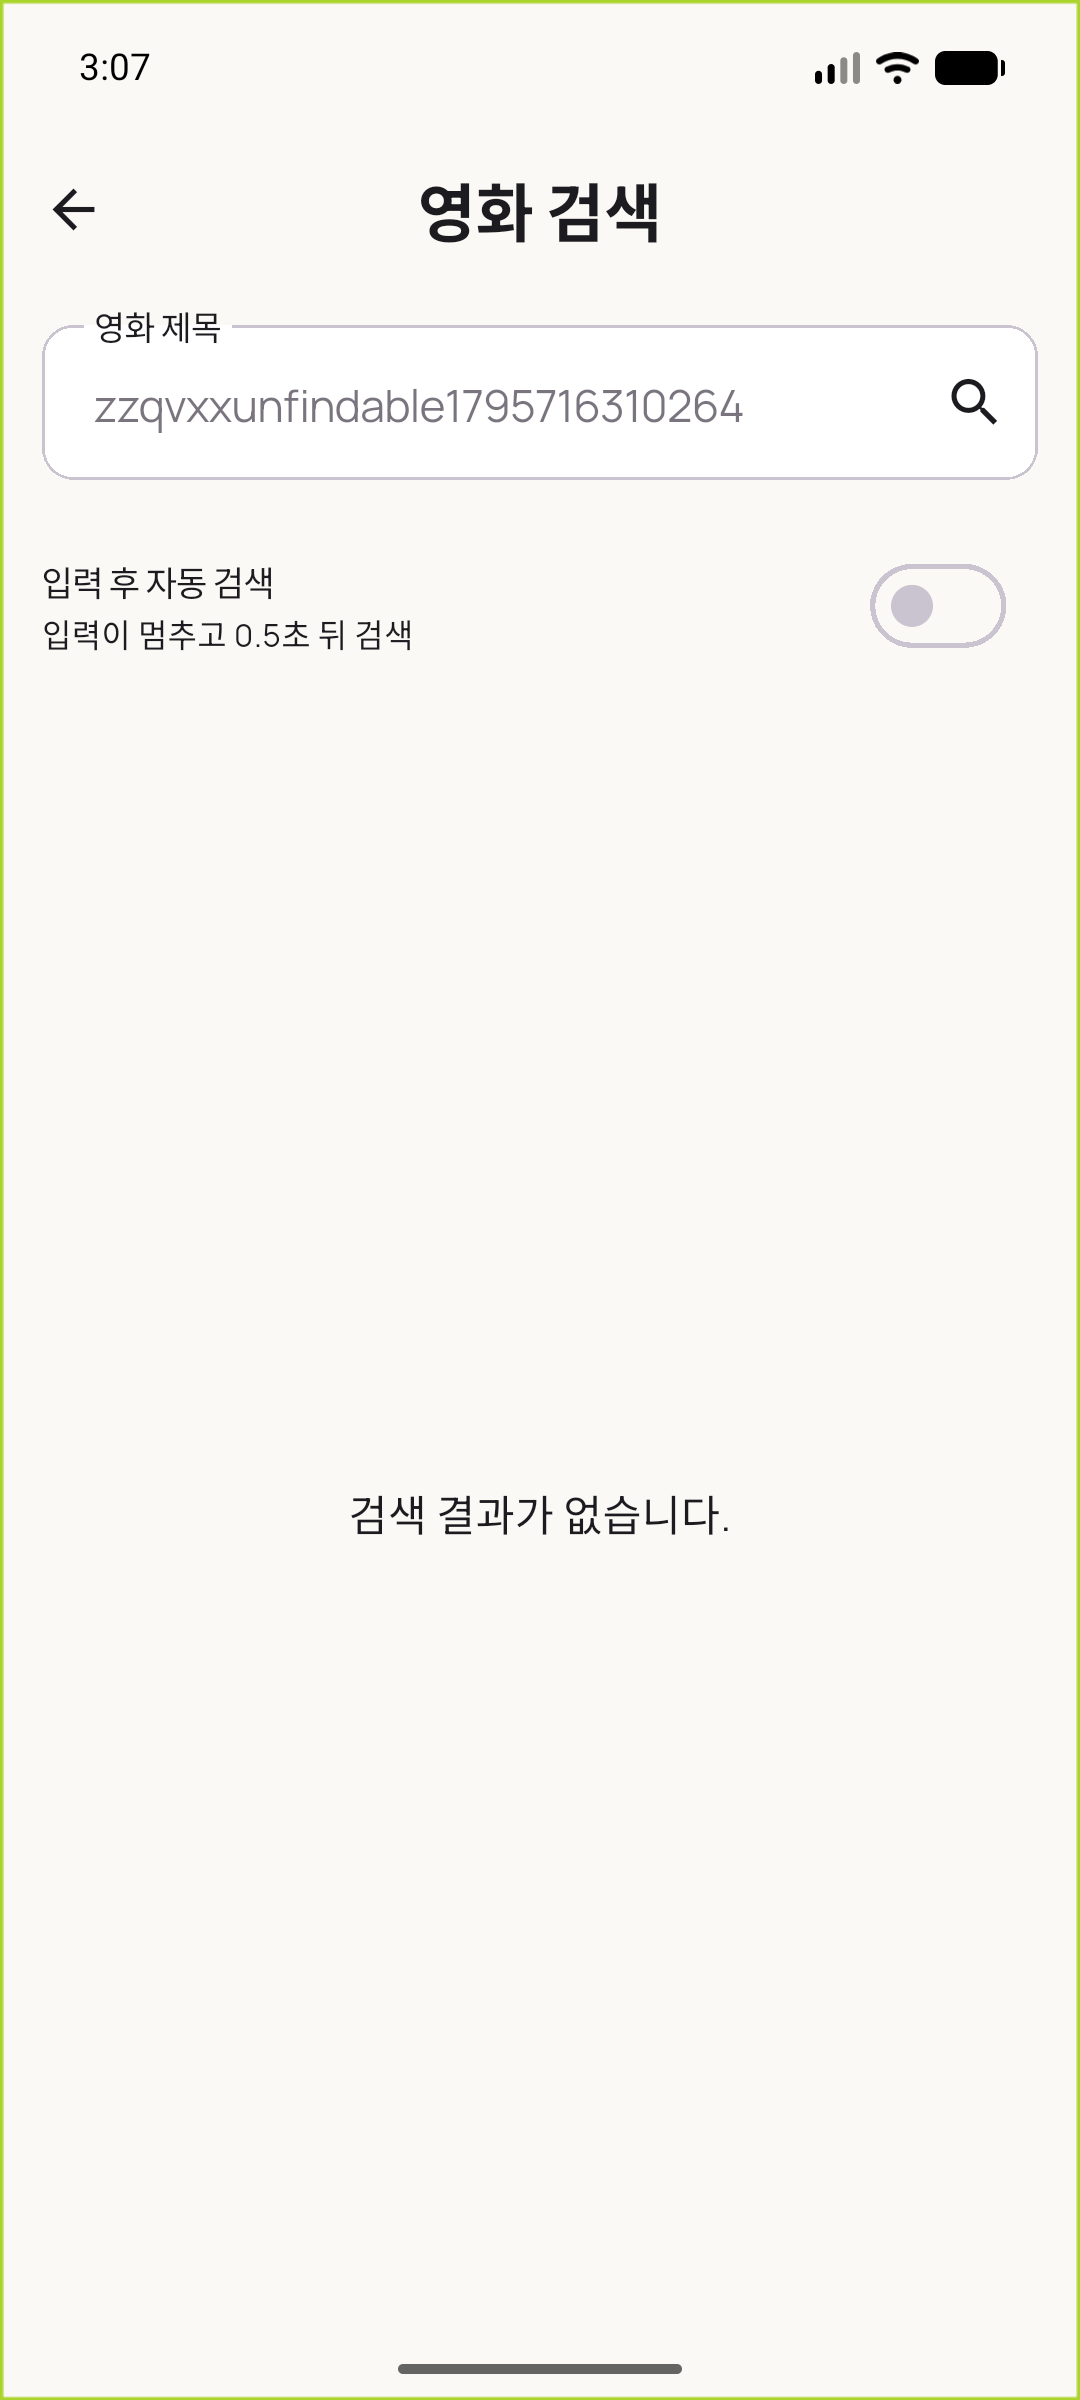 3:07
영화 검색
영화 제목
zzqvxxunfindable1795716310264
입력 후 자동 검색
입력이 멈추고 0.5초 뒤 검색
검색 결과가 없습니다.